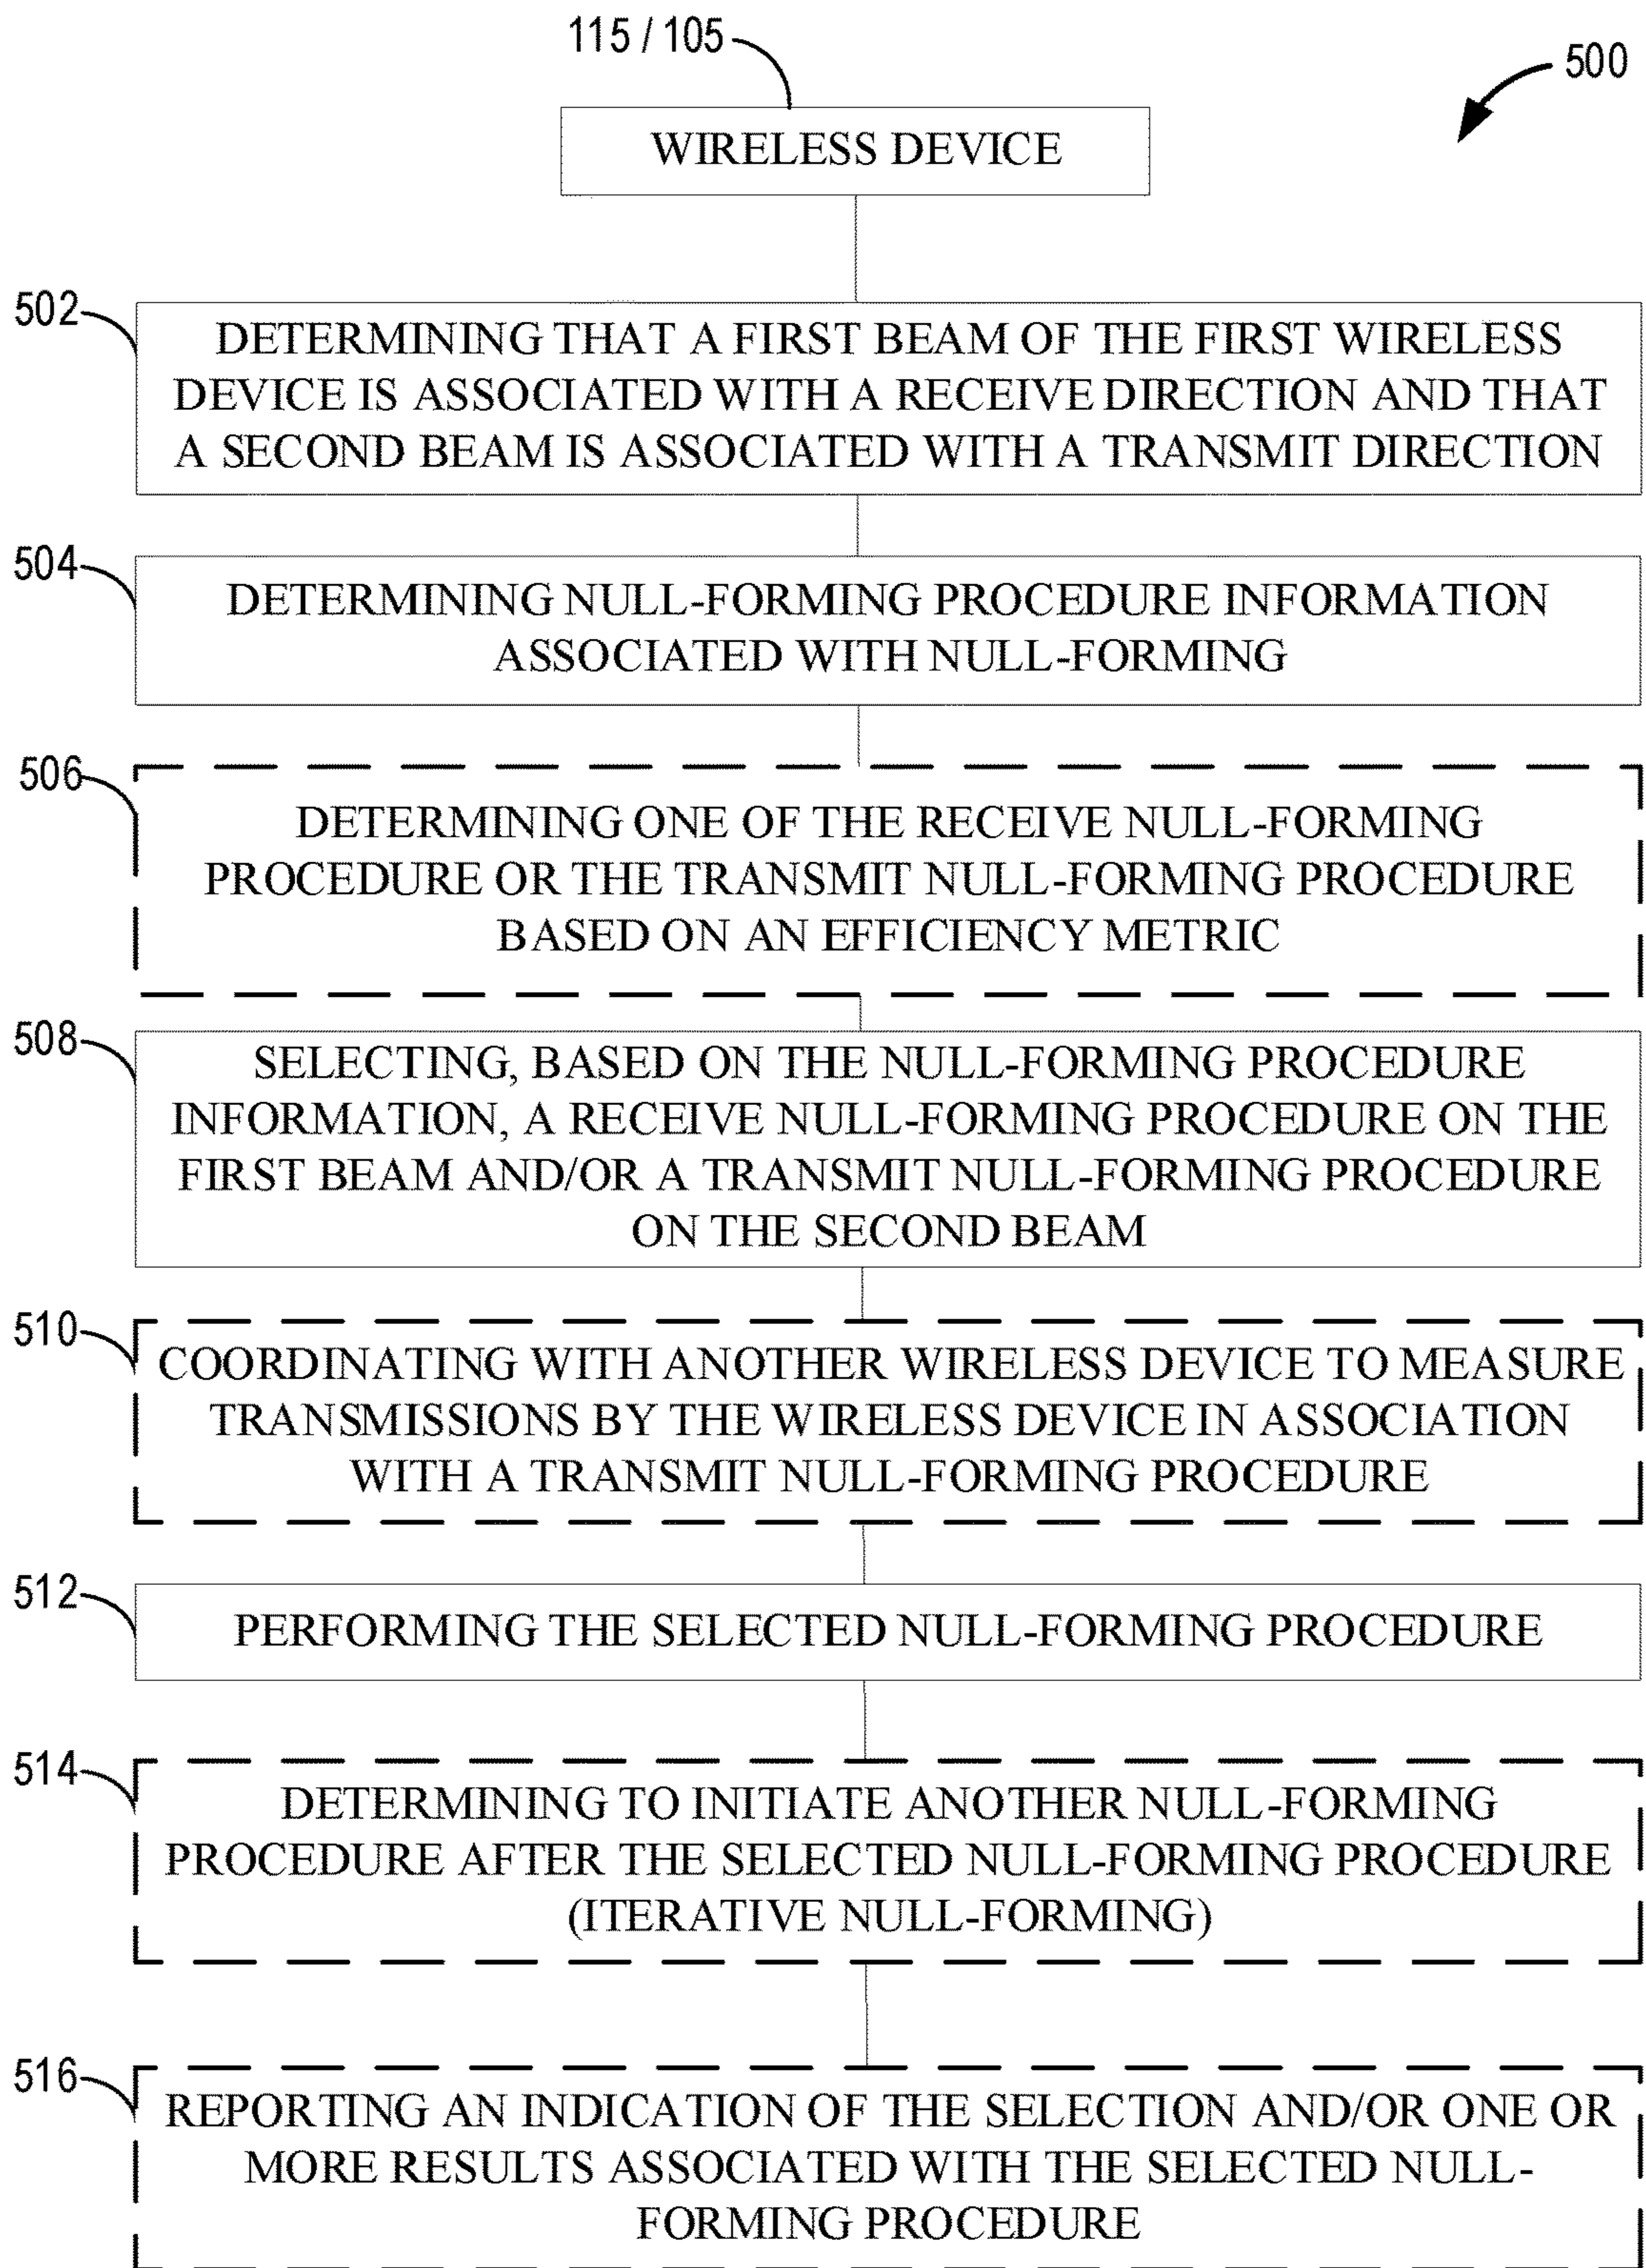 115 / 105
500
WIRELESS DEVICE
502
DETERMINING THAT A FIRST BEAM OF THE FIRST WIRELESS
DEVICE IS ASSOCIATED WITH A RECEIVE DIRECTION AND THAT
A SECOND BEAM IS ASSOCIATED WITH A TRANSMIT DIRECTION
504
DETERMINING NULL-FORMING PROCEDURE INFORMATION
ASSOCIATED WITH NULL-FORMING
506
DETERMINING ONE OF THE RECEIVE NULL-FORMING
PROCEDURE OR THE TRANSMIT NULL-FORMING PROCEDURE
BASED ON AN EFFICIENCY METRIC
508
SELECTING, BASED ON THE NULL-FORMING PROCEDURE
INFORMATION, A RECEIVE NULL-FORMING PROCEDURE ON THE
FIRST BEAM AND/OR A TRANSMIT NULL-FORMING PROCEDURE
ON THE SECOND BEAM
510
COORDINATING WITH ANOTHER WIRELESS DEVICE TO MEASURE
TRANSMISSIONS BY THE WIRELESS DEVICE IN ASSOCIATION
WITH A TRANSMIT NULL-FORMING PROCEDURE
512
PERFORMING THE SELECTED NULL-FORMING PROCEDURE
514
DETERMINING TO INITIATE ANOTHER NULL-FORMING
PROCEDURE AFTER THE SELECTED NULL-FORMING PROCEDURE
(ITERATIVE NULL-FORMING)
516
REPORTING AN INDICATION OF THE SELECTION AND/OR ONE OR
MORE RESULTS ASSOCIATED WITH THE SELECTED NULL-
FORMING PROCEDURE